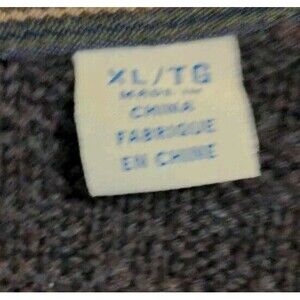 XL/TG
MADE IN
CHINA
FABRIQUE
EN CHINE